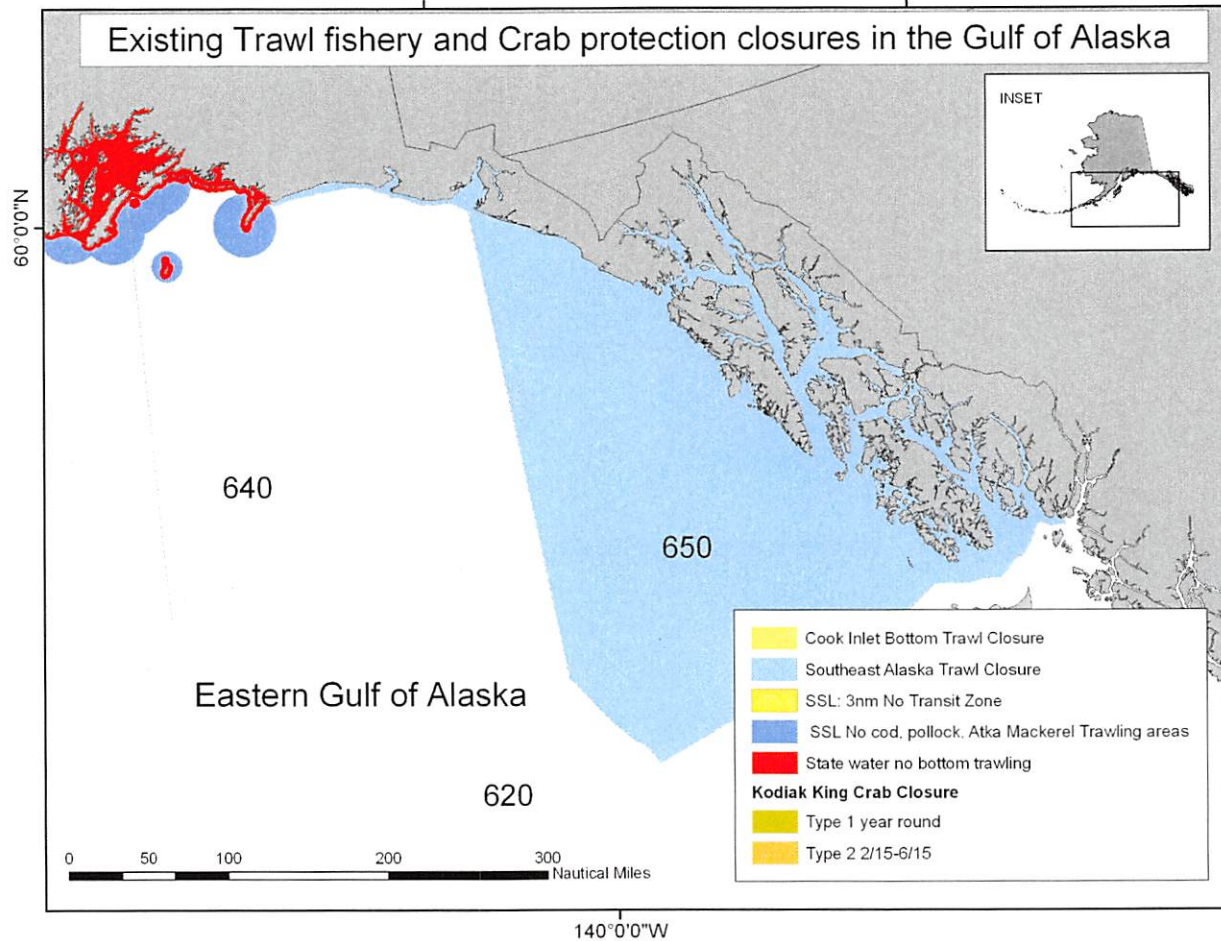 Existing Trawl fishery and Crab protection closures in the Gulf of Alaska
INSET
60°0'0"N
640
650
Eastern Gulf of Alaska
620
Cook Inlet Bottom Trawl Closure
Southeast Alaska Trawl Closure
SSL: 3nm No Transit Zone
SSL No cod, pollock, Atka Mackerel Trawling areas
State water no bottom trawling
Kodiak King Crab Closure
Type 1 year round
Type 2 2/15-6/15
0 50 100 200 300
Nautical Miles
140°0'0"W